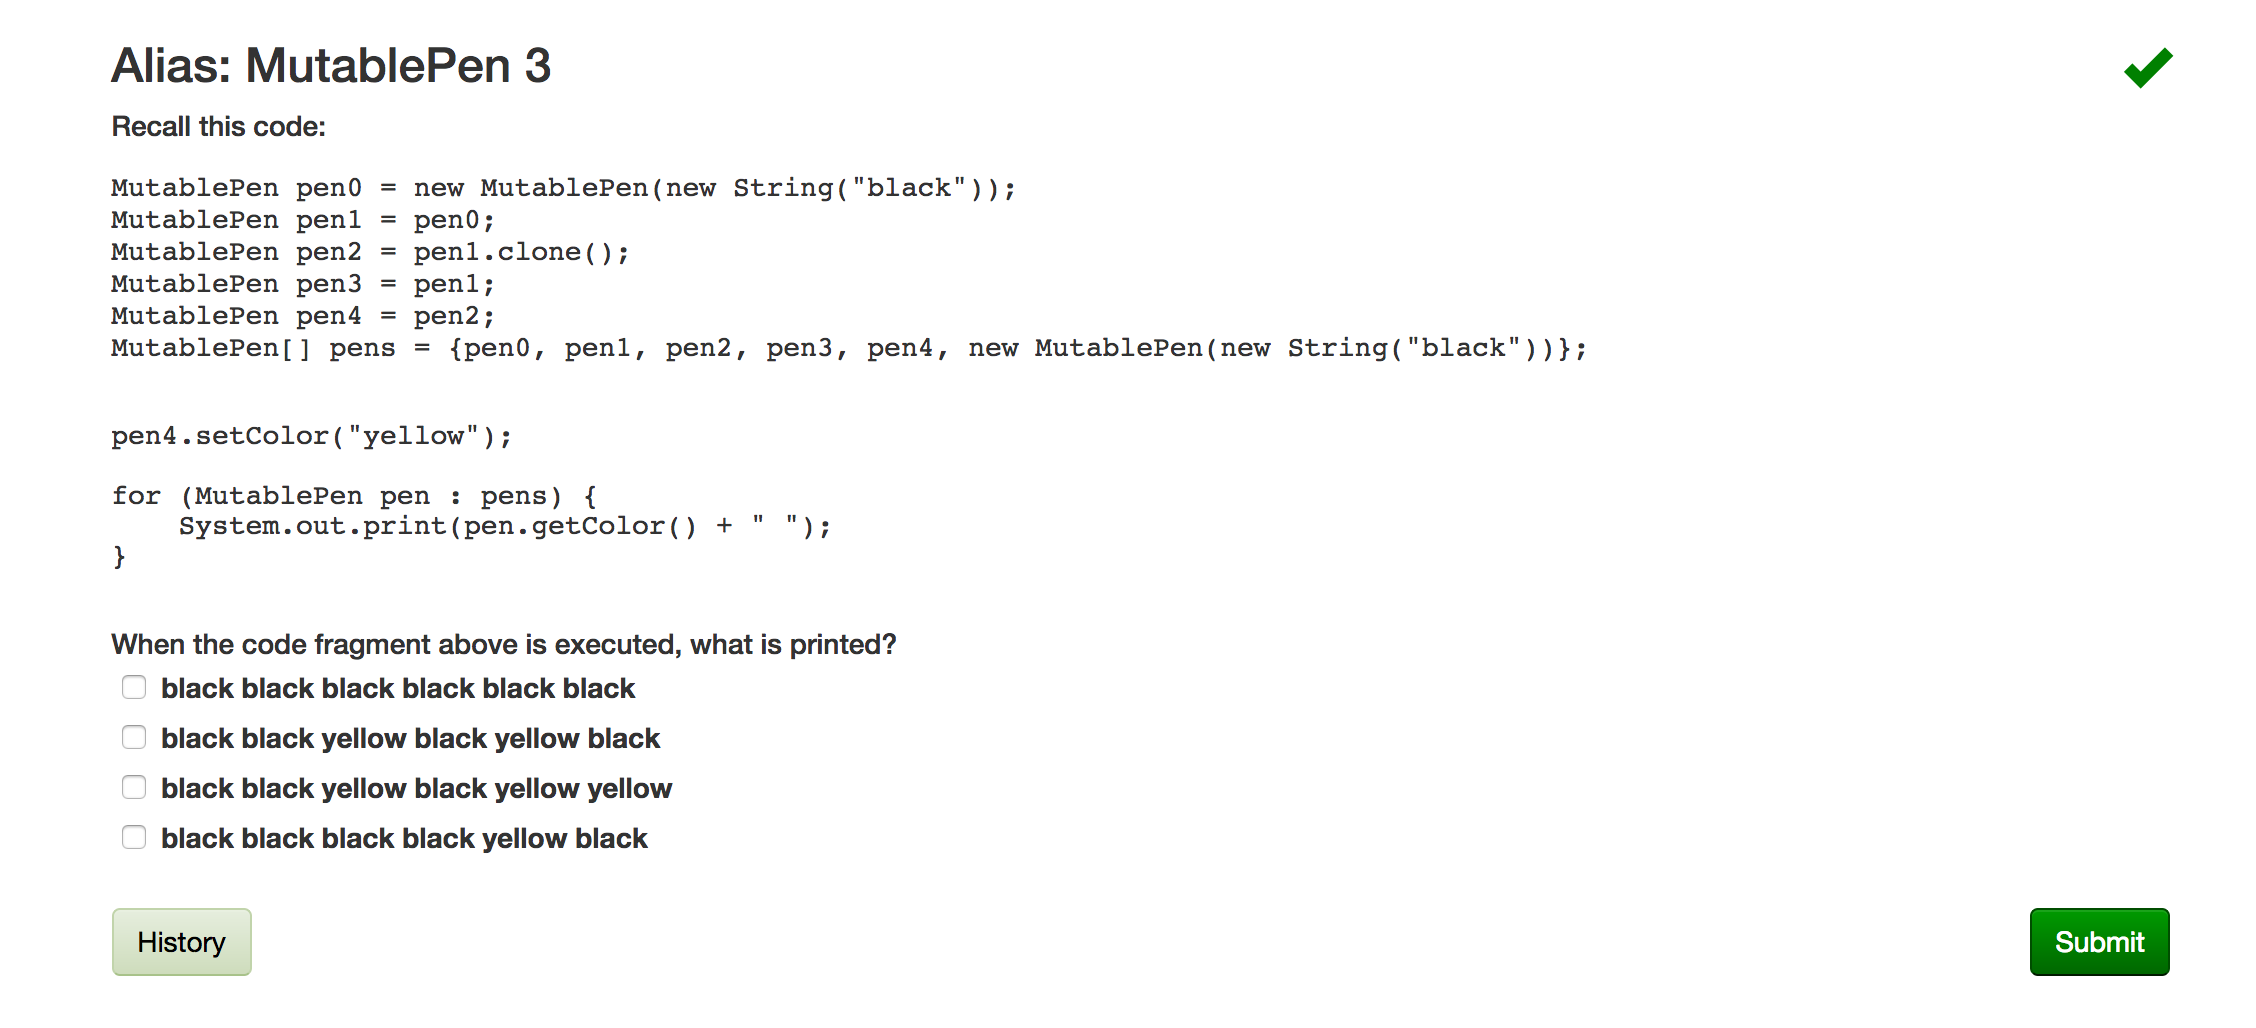 Alias: MutablePen 3
Recall this code:
MutablePen pen0 = new MutablePen(new String("black"));
MutablePen pen1 = pen0;
MutablePen pen2 = pen1.clone();
MutablePen pen3 = pen1;
MutablePen pen4 = pen2;
MutablePen[] pens = {pen0, pen1, pen2, pen3, pen4, new MutablePen(new String("black"))};
pen4.setColor("yellow");
for (MutablePen pen : pens) {
    System.out.print(pen.getColor() + " ");
}
When the code fragment above is executed, what is printed?
black black black black black black
black black yellow black yellow black
black black yellow black yellow yellow
black black black black yellow black
History
Submit